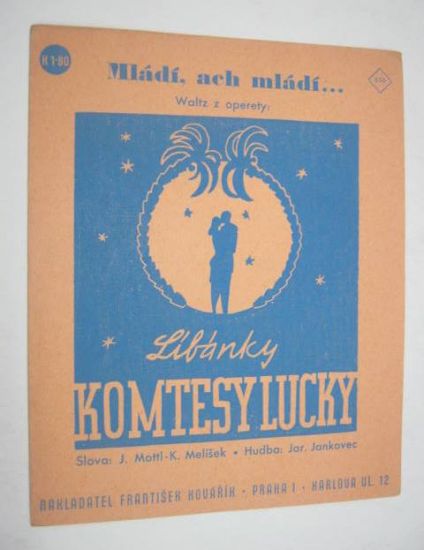 K 1·80
Mládí, ach mládí...
Waltz z operety:
Líbánky
KOMTESY LUCKY
Slova: J. Mottl-K. Melíšek • Hudba: Jar. Jankovec
NAKLADATEL FRANTIŠEK KOVÁŘÍK - PRAHA I - KARLOVA UL. 12